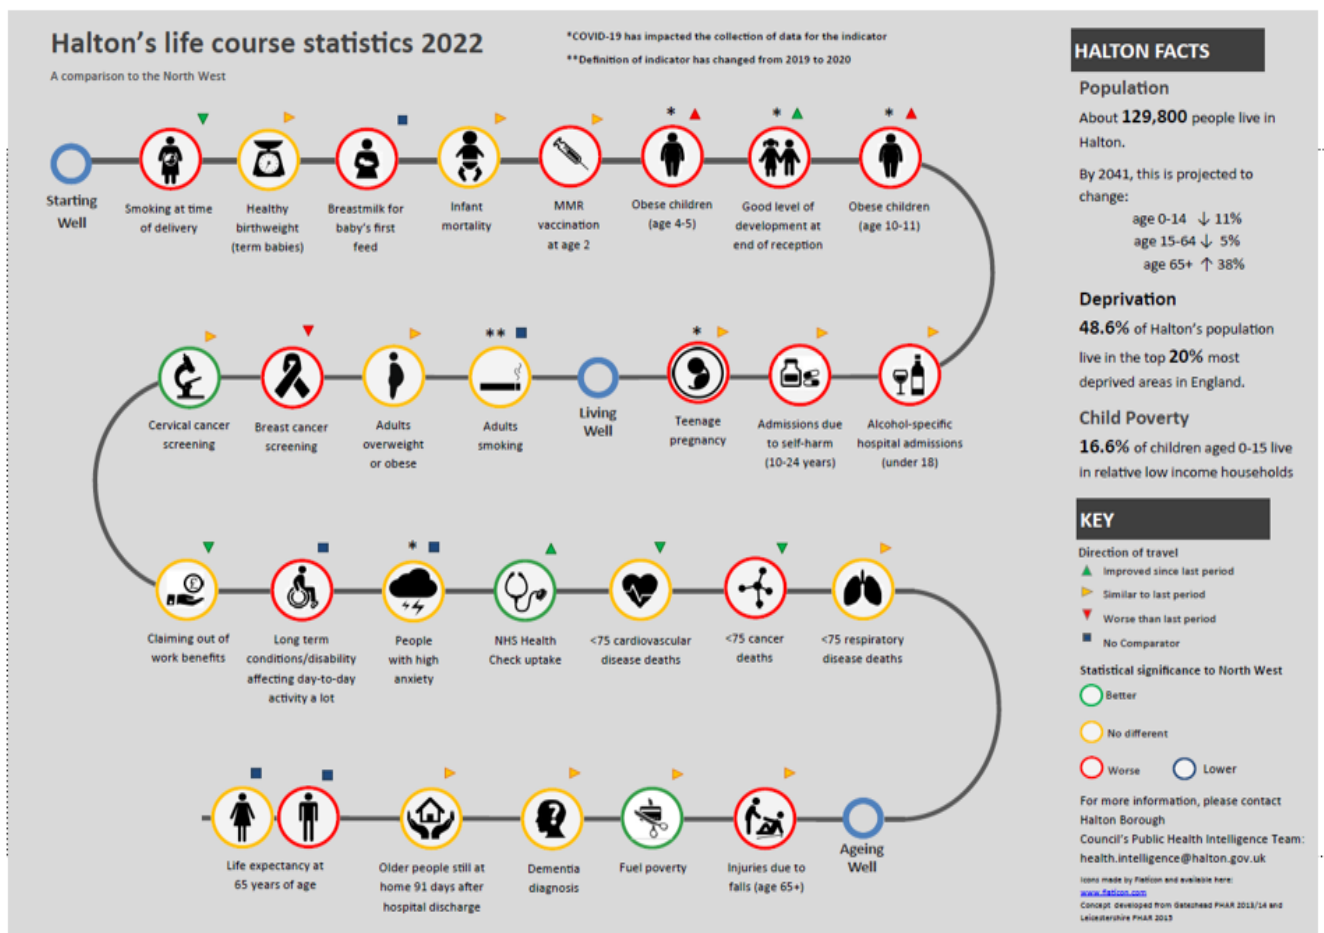 Halton’s life course statistics 2022
A comparison to the North West
*COVID-19 has impacted the collection of data for the indicator
**Definition of indicator has changed from 2019 to 2020
Starting
Well
Smoking at time
of delivery
Healthy
birthweight
(term babies)
Breastmilk for
baby’s first
feed
Infant
mortality
MMR
vaccination
at age 2
*
Obese children
(age 4-5)
*
Good level of
development at
end of reception
*
Obese children
(age 10-11)
Cervical cancer
screening
Breast cancer
screening
Adults
overweight
or obese
**
Adults
smoking
Living
Well
*
Teenage
pregnancy
Admissions due
to self-harm
(10-24 years)
Alcohol-specific
hospital admissions
(under 18)
£
Claiming out of
work benefits
Long term
conditions/disability
affecting day-to-day
activity a lot
*
People
with high
anxiety
NHS Health
Check uptake
<75 cardiovascular
disease deaths
<75 cancer
deaths
<75 respiratory
disease deaths
Life expectancy at
65 years of age
Older people still at
home 91 days after
hospital discharge
?
Dementia
diagnosis
Fuel poverty
Injuries due to
falls (age 65+)
Ageing
Well
HALTON FACTS
Population
About 129,800 people live in
Halton.
By 2041, this is projected to
change:
age 0-14 ↓ 11%
age 15-64 ↓ 5%
age 65+ ↑ 38%
Deprivation
48.6% of Halton’s population
live in the top 20% most
deprived areas in England.
Child Poverty
16.6% of children aged 0-15 live
in relative low income households
KEY
Direction of travel
Improved since last period
Similar to last period
Worse than last period
No Comparator
Statistical significance to North West
Better
No different
Worse
Lower
For more information, please contact
Halton Borough
Council’s Public Health Intelligence Team:
health.intelligence@halton.gov.uk
Icons made by Flaticon and available here:
www.flaticon.com
Concept developed from Gateshead PHAR 2013/14 and
Leicestershire PHAR 2015